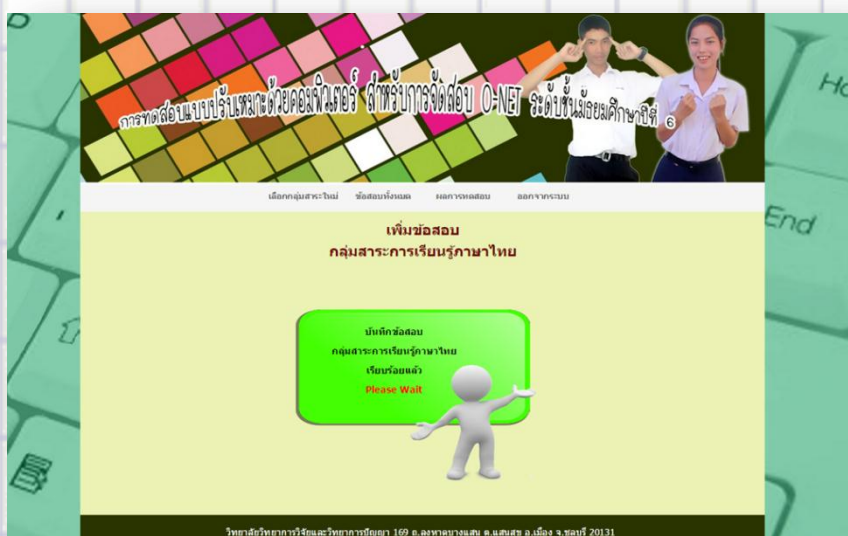 การทดสอบแบบปรับเหมาะด้วยคอมพิวเตอร์ สำหรับการจัดสอบ O-NET ระดับชั้นมัธยมศึกษาปีที่ 6
เลือกกลุ่มสาระใหม่ ข้อสอบทั้งหมด ผลการทดสอบ ออกจากระบบ
เพิ่มข้อสอบ
กลุ่มสาระการเรียนรู้ภาษาไทย
บันทึกข้อสอบ
กลุ่มสาระการเรียนรู้ภาษาไทย
เรียบร้อยแล้ว
Please Wait
วิทยาลัยวิทยาการวิจัยและวิทยาการปัญญา 169 ถ.ลงหาดบางแสน ต.แสนสุข อ.เมือง จ.ชลบุรี 20131
End